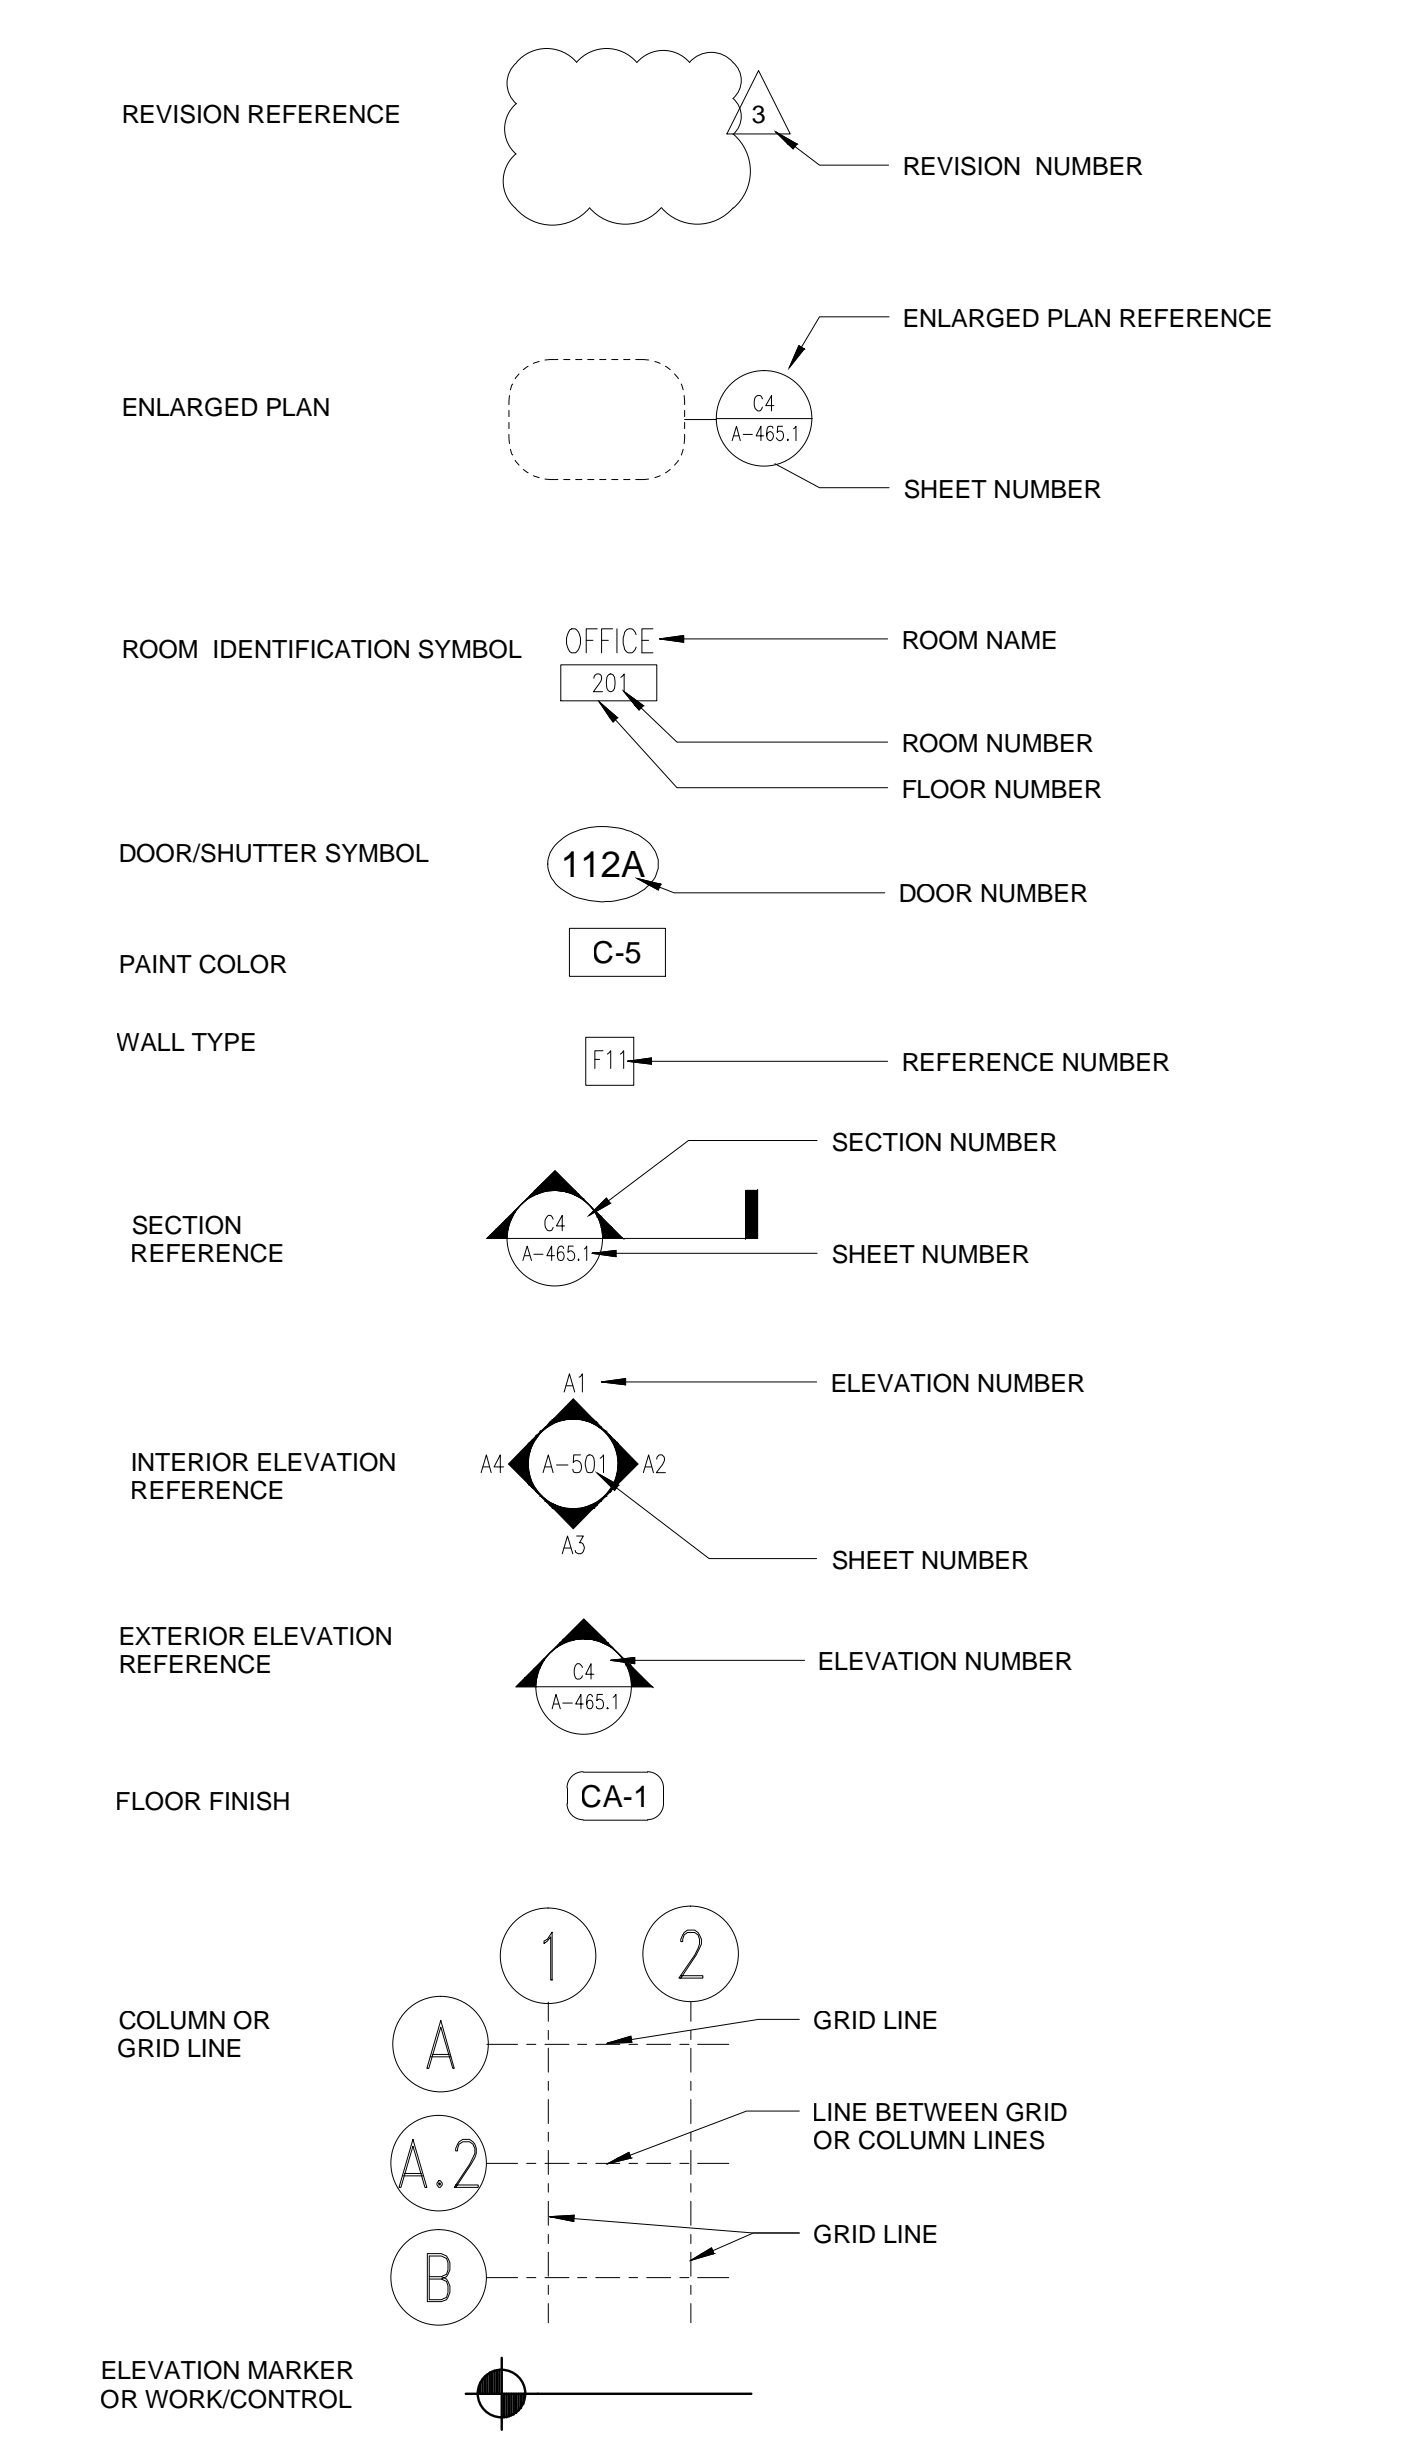 REVISION REFERENCE
3
REVISION  NUMBER
ENLARGED PLAN REFERENCE
ENLARGED PLAN
C4
A-465.1
SHEET NUMBER
ROOM  IDENTIFICATION SYMBOL
OFFICE
ROOM NAME
201
ROOM NUMBER
FLOOR NUMBER
DOOR/SHUTTER SYMBOL
112A
DOOR NUMBER
PAINT COLOR
C-5
WALL TYPE
F11
REFERENCE NUMBER
SECTION NUMBER
SECTION
REFERENCE
C4
A-465.1
SHEET NUMBER
A1
ELEVATION NUMBER
INTERIOR ELEVATION
REFERENCE
A4
A-501
A2
A3
SHEET NUMBER
EXTERIOR ELEVATION
REFERENCE
C4
A-465.1
ELEVATION NUMBER
FLOOR FINISH
CA-1
1
2
COLUMN OR
GRID LINE
A
GRID LINE
A.2
LINE BETWEEN GRID
OR COLUMN LINES
B
GRID LINE
ELEVATION MARKER
OR WORK/CONTROL